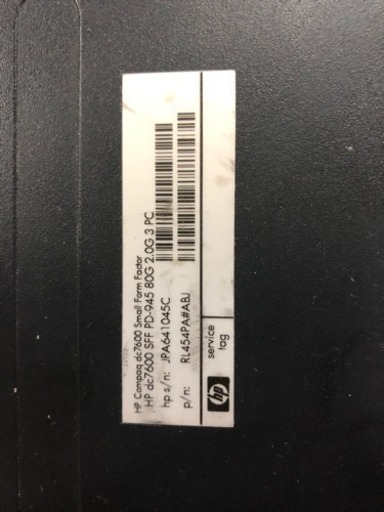 HP Compaq dc7600 Small Form Factor
HP dc7600 SFF PD-945 80G 2.0G 3 PC
hp s/n: JPA641045C
p/n: RL454PA#ABJ
hp
service
tag